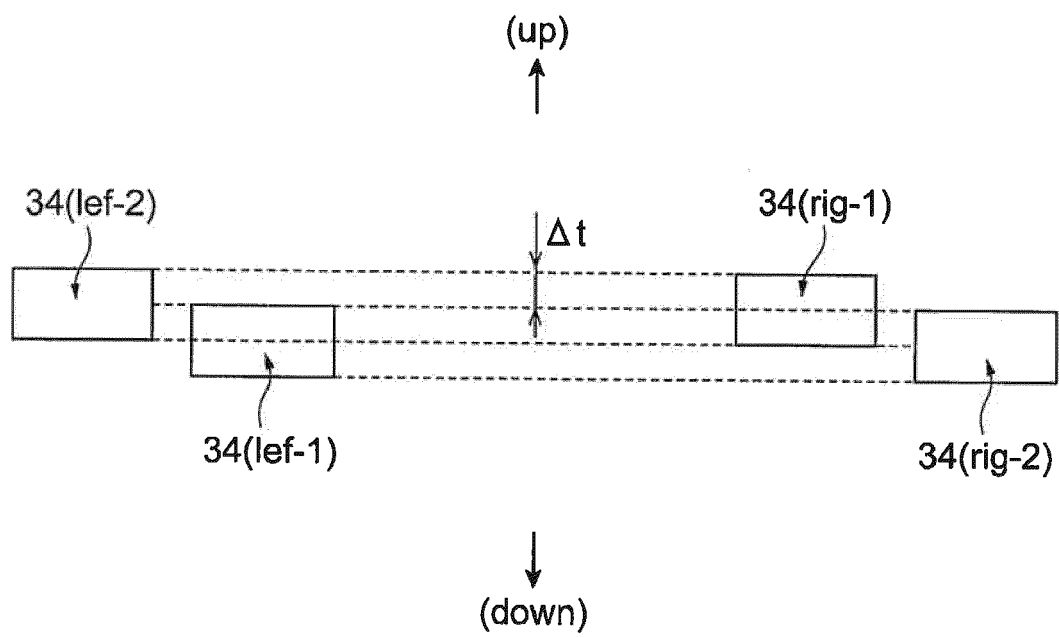 (up)
34(lef-2)
34(rig-1)
Δt
34(lef-1)
34(rig-2)
(down)